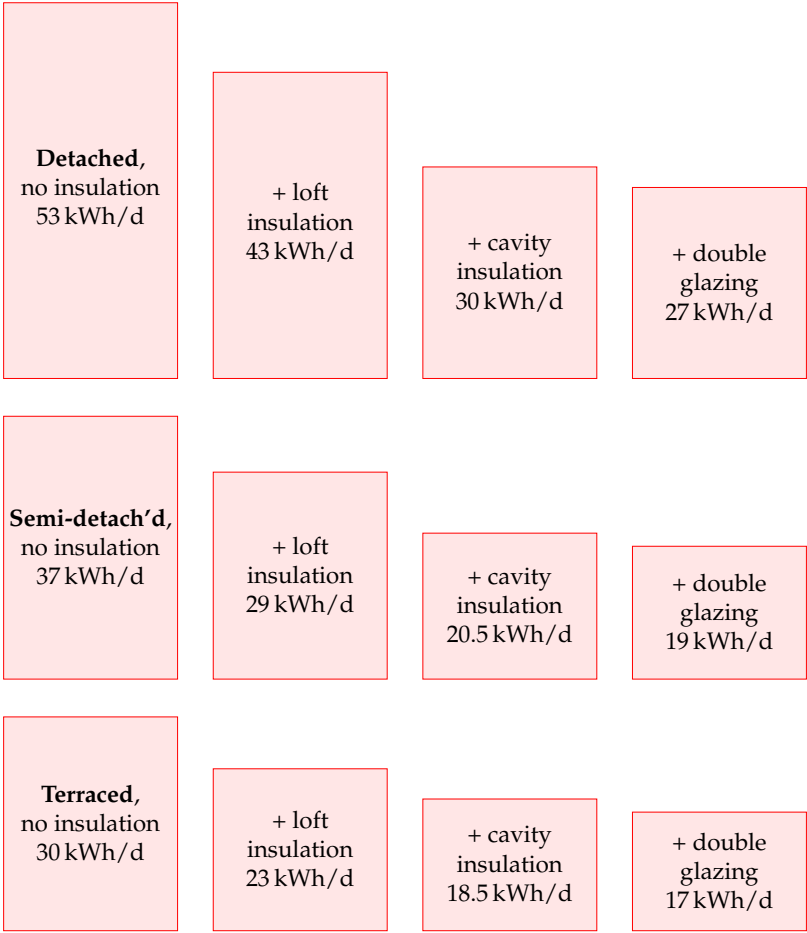 Detached,
no insulation
53 kWh/d
+ loft
insulation
43 kWh/d
+ cavity
insulation
30 kWh/d
+ double
glazing
27 kWh/d
Semi-detach'd,
no insulation
37 kWh/d
+ loft
insulation
29 kWh/d
+ cavity
insulation
20.5 kWh/d
+ double
glazing
19 kWh/d
Terraced,
no insulation
30 kWh/d
+ loft
insulation
23 kWh/d
+ cavity
insulation
18.5 kWh/d
+ double
glazing
17 kWh/d